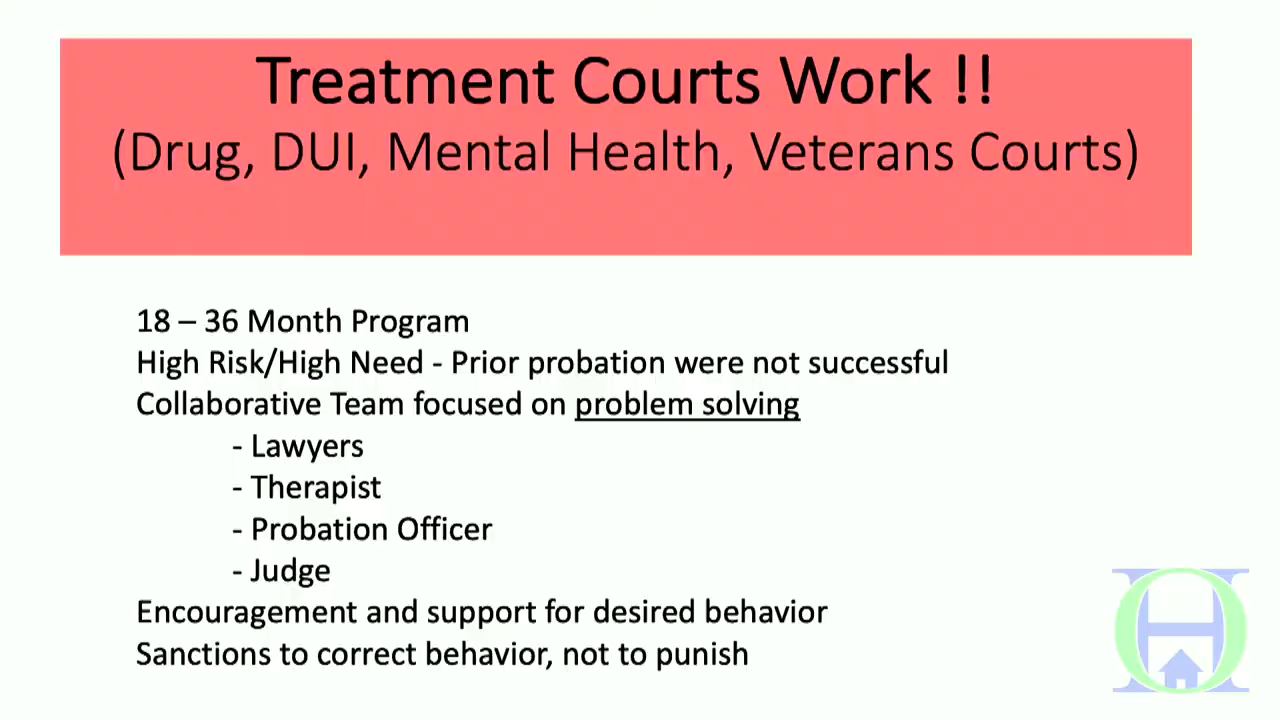 Treatment Courts Work !!
(Drug, DUI, Mental Health, Veterans Courts)
18 – 36 Month Program
High Risk/High Need - Prior probation were not successful
Collaborative Team focused on problem solving
- Lawyers
- Therapist
- Probation Officer
- Judge
Encouragement and support for desired behavior
Sanctions to correct behavior, not to punish
OH